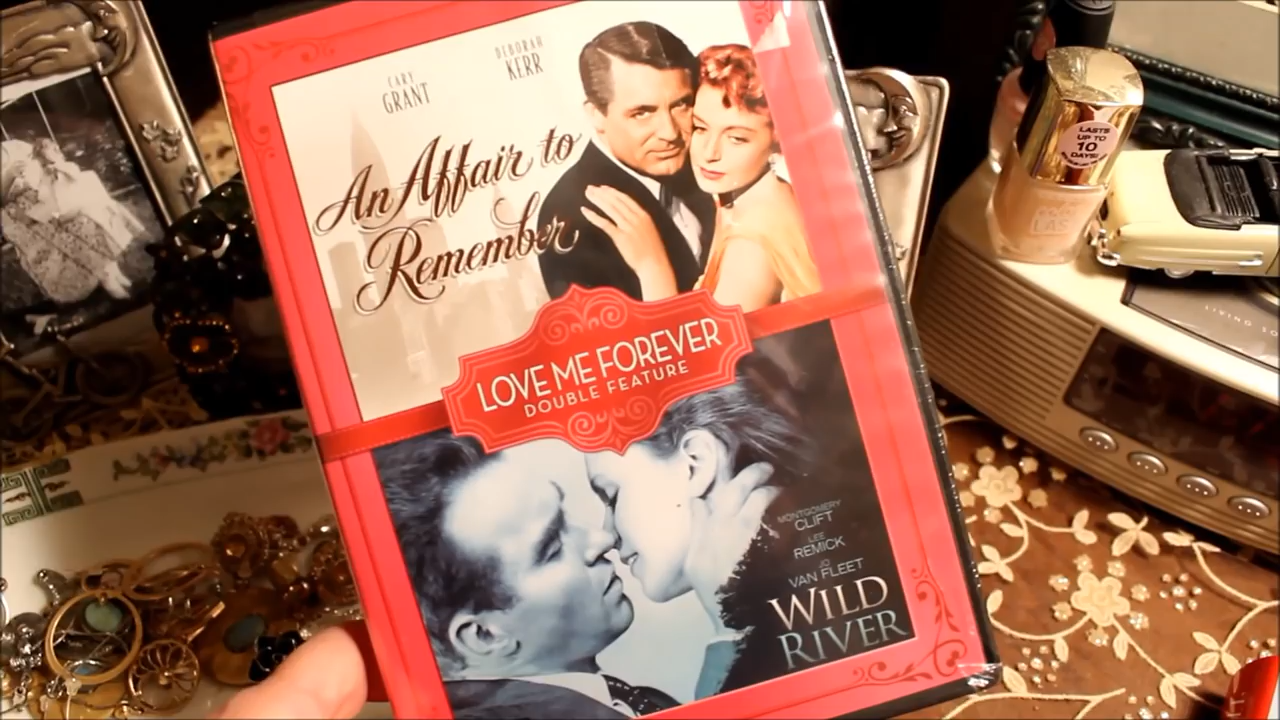 CARY
GRANT
DEBORAH
KERR
An Affair to
Remember
LOVE ME FOREVER
DOUBLE FEATURE
MONTGOMERY
CLIFT
LEE
REMICK
JO
VAN FLEET
WILD
RIVER
LASTS
UP TO
10
DAYS!